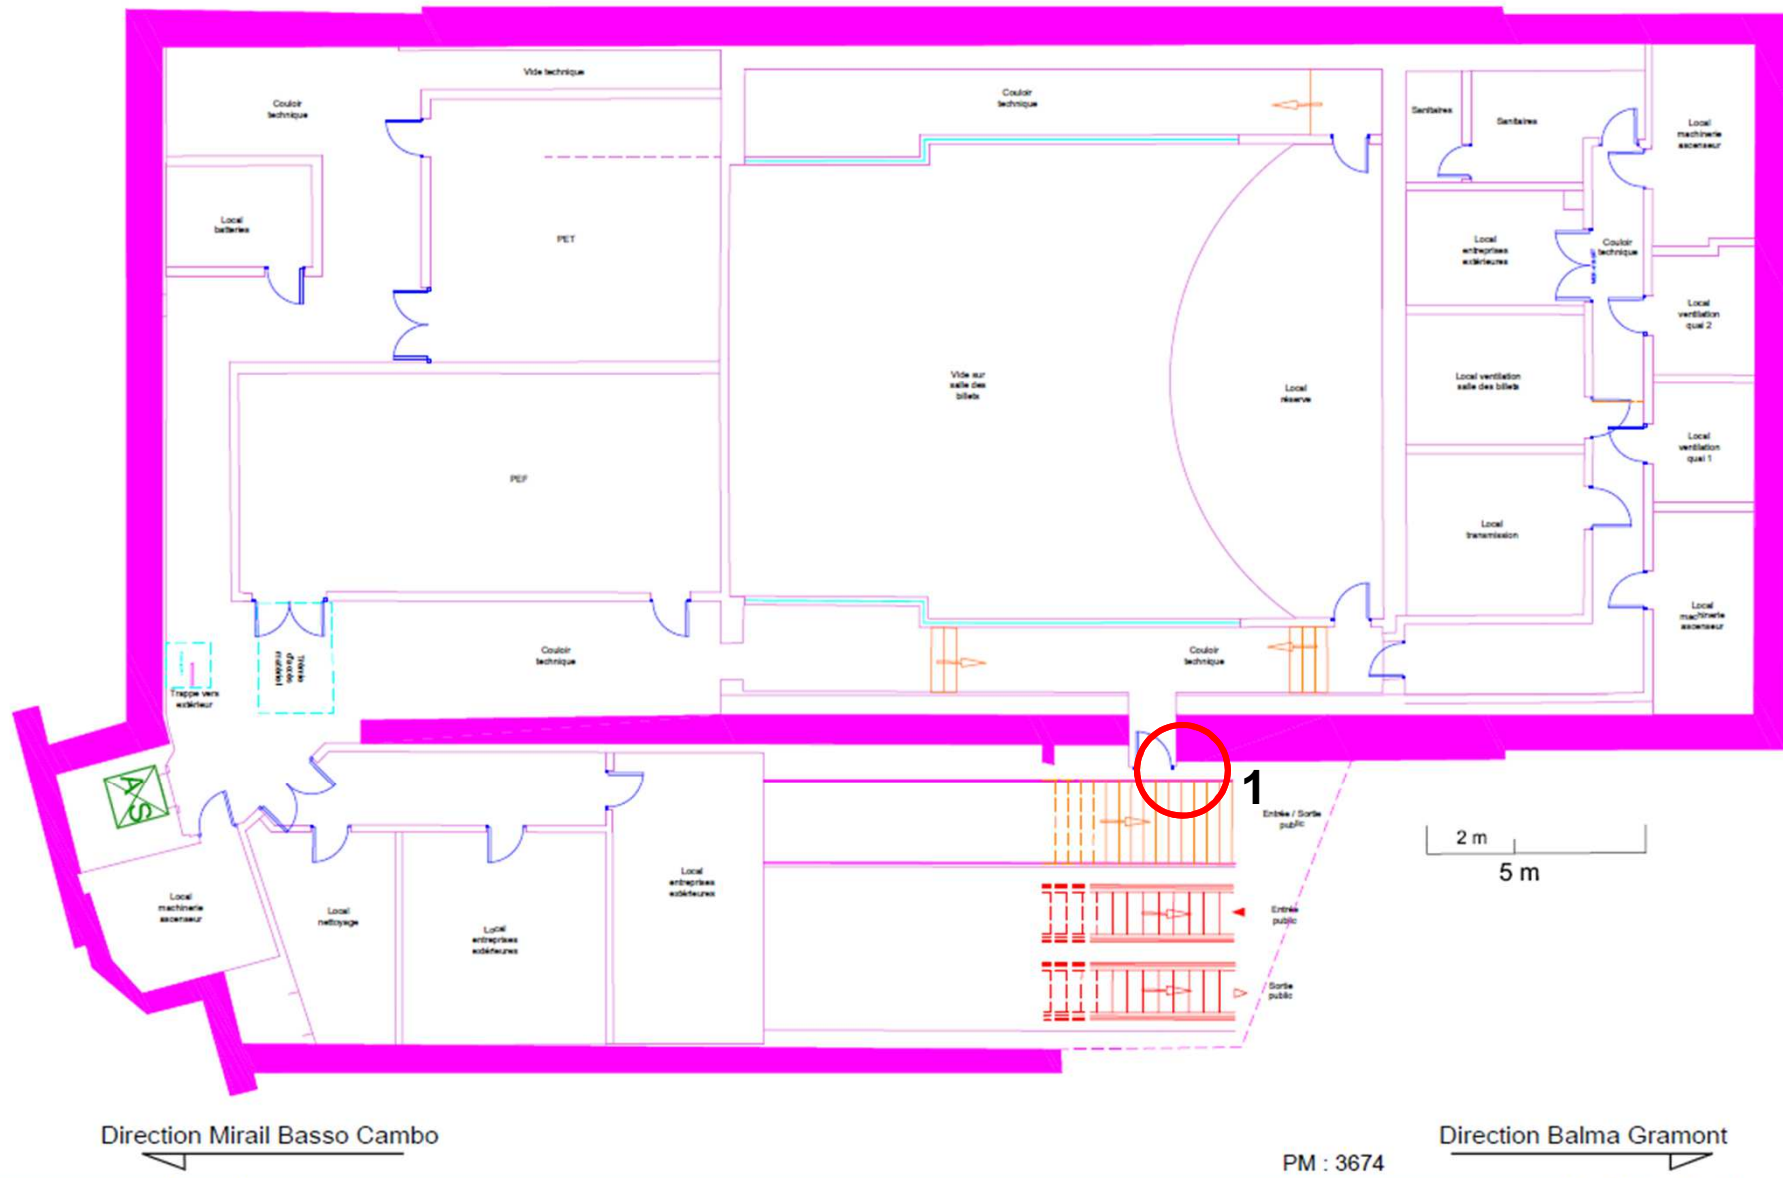 Vide technique
Couloir
technique
Couloir
technique
Sanitaires
Sanitaires
Local
machinerie
ascenseur
Local
batteries
PET
Local
entreprises
extérieures
Couloir
technique
Local
ventilation
quai 2
Vide sur
salle des
billets
Local
réserve
Local ventilation
salle des billets
Local
ventilation
quai 1
PEF
Local
transmission
Local
machinerie
ascenseur
Trémie
d'accès
matériel
Trappe vers
extérieur
Couloir
technique
Couloir
technique
AS
1
Entrée / Sortie
public
2 m
5 m
Local
machinerie
ascenseur
Local
nettoyage
Local
entreprises
extérieures
Local
entreprises
extérieures
Entrée
public
Sortie
public
Direction Mirail Basso Cambo
Direction Balma Gramont
PM : 3674